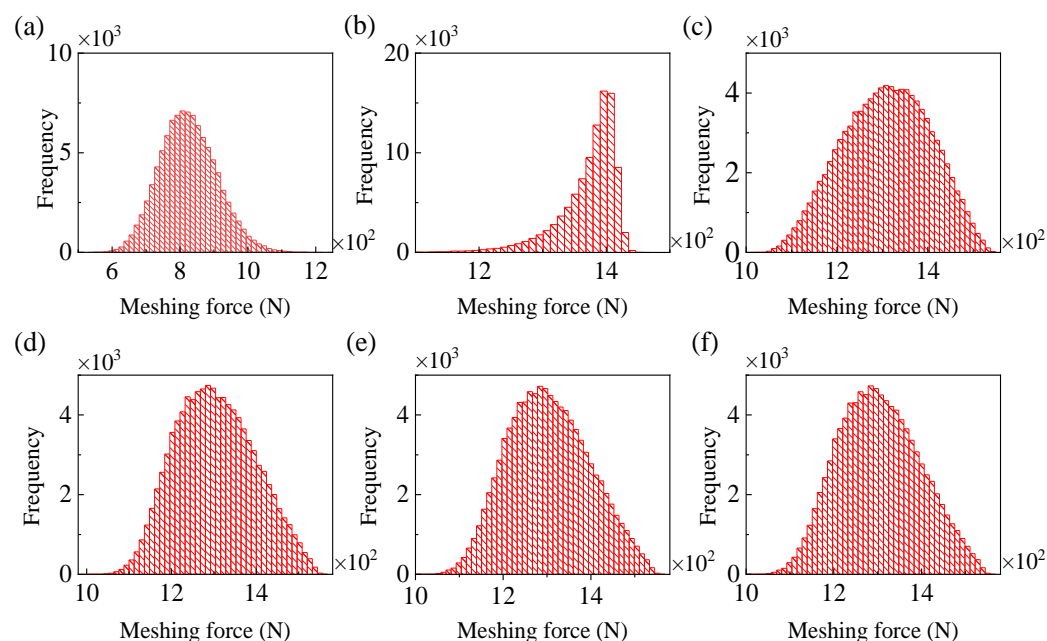 (a)
×10³
10
5
0
Frequency
6 8 10 12
×10²
Meshing force (N)
(b)
×10³
20
15
10
5
0
Frequency
12 14
×10²
Meshing force (N)
(c)
×10³
4
2
0
Frequency
10 12 14
×10²
Meshing force (N)
(d)
×10³
4
2
0
Frequency
10 12 14
×10²
Meshing force (N)
(e)
×10³
4
2
0
Frequency
10 12 14
×10²
Meshing force (N)
(f)
×10³
4
2
0
Frequency
10 12 14
×10²
Meshing force (N)